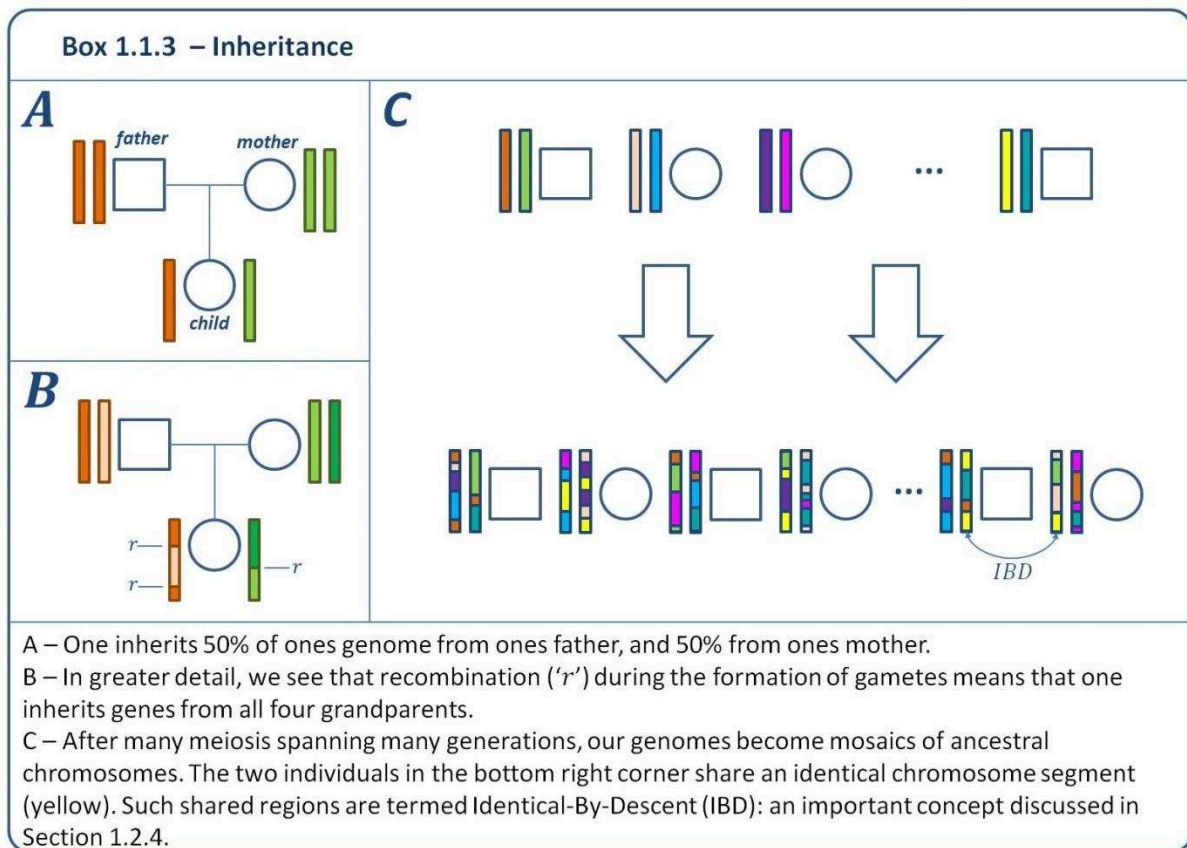 Box 1.1.3 – Inheritance
A
father
mother
child
B
r
r
r
C
...
...
IBD
A – One inherits 50% of ones genome from ones father, and 50% from ones mother.
B – In greater detail, we see that recombination (‘r’) during the formation of gametes means that one
inherits genes from all four grandparents.
C – After many meiosis spanning many generations, our genomes become mosaics of ancestral
chromosomes. The two individuals in the bottom right corner share an identical chromosome segment
(yellow). Such shared regions are termed Identical-By-Descent (IBD): an important concept discussed in
Section 1.2.4.